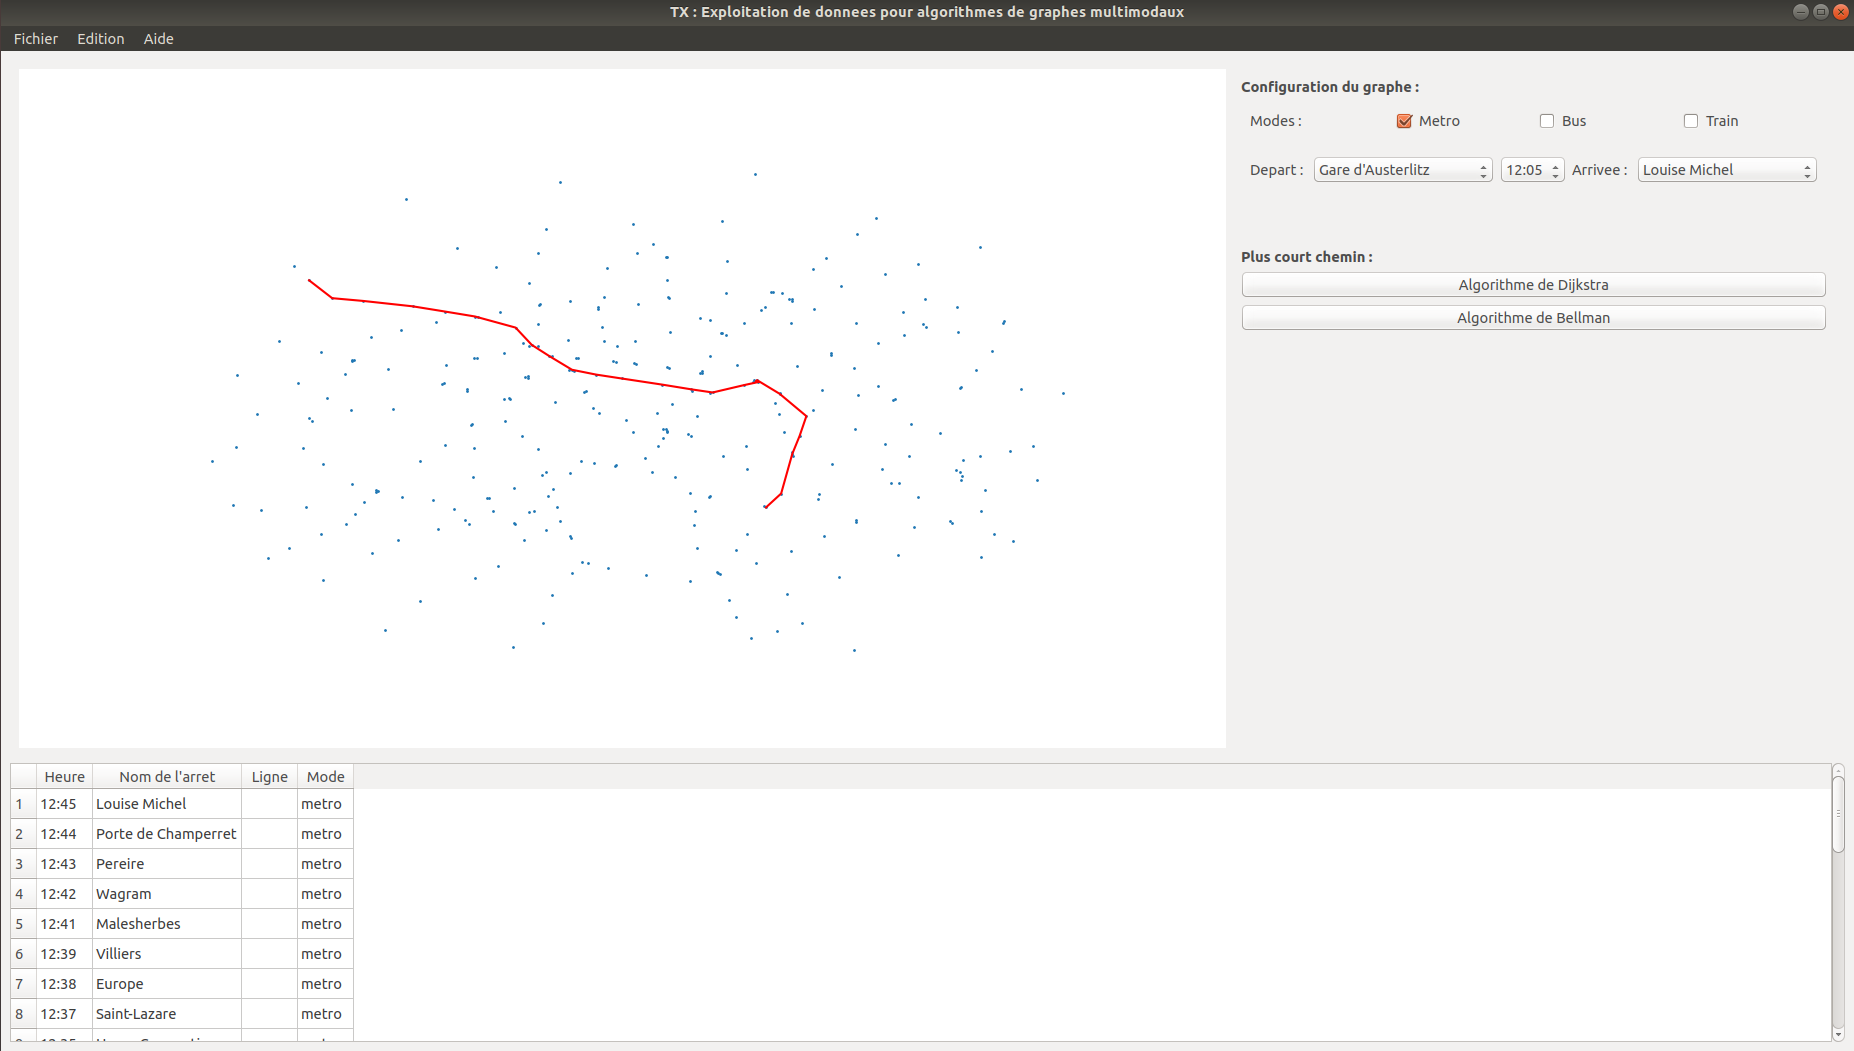 TX : Exploitation de donnees pour algorithmes de graphes multimodaux
Fichier Edition Aide
Configuration du graphe :
Modes : Metro Bus Train
Depart : Gare d'Austerlitz 12:05 Arrivee : Louise Michel
Plus court chemin :
Algorithme de Dijkstra
Algorithme de Bellman
Heure Nom de l'arret Ligne Mode
1 12:45 Louise Michel metro
2 12:44 Porte de Champerret metro
3 12:43 Pereire metro
4 12:42 Wagram metro
5 12:41 Malesherbes metro
6 12:39 Villiers metro
7 12:38 Europe metro
8 12:37 Saint-Lazare metro